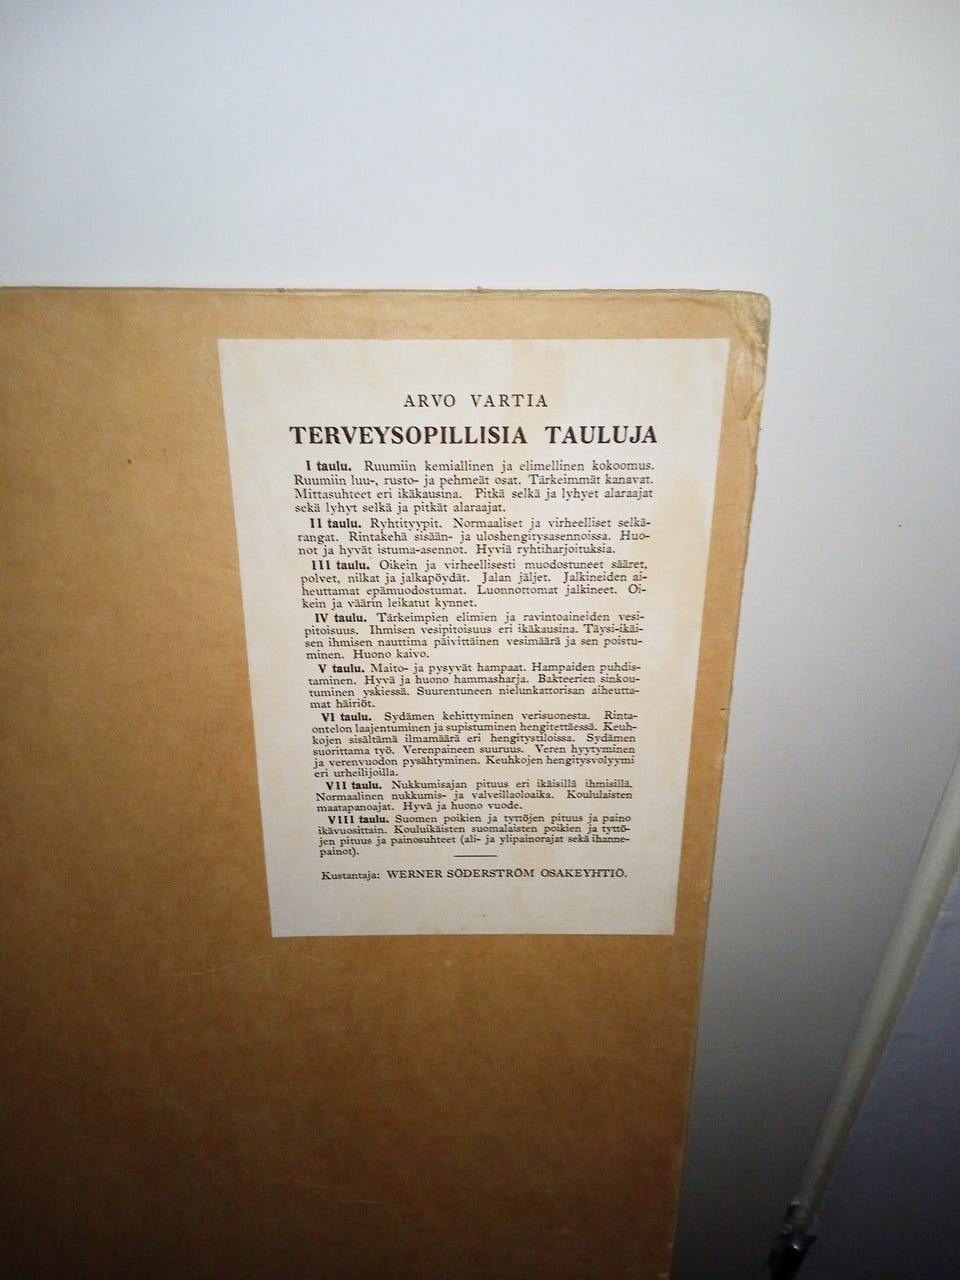 ARVO VARTIA
TERVEYSOPILLISIA TAULUJA
I taulu. Ruumiin kemiallinen ja elimellinen kokoomus.
Ruumiin luu-, rusto- ja pehmeät osat. Tärkeimmät kanavat.
Mittasuhteet eri ikäkausina. Pitkä selkä ja lyhyet alaraajat
sekä lyhyt selkä ja pitkät alaraajat.
II taulu. Ryhtityypit. Normaaliset ja virheelliset selkä-
rangat. Rintakehä sisään- ja uloshengitysasennoissa. Huo-
not ja hyvät istuma-asennot. Hyviä ryhtiharjoituksia.
III taulu. Oikein ja virheellisesti muodostuneet sääret,
polvet, nilkat ja jalkapöydät. Jalan jäljet. Jalkineiden ai-
heuttamat epämuodostumat. Luonnottomat jalkineet. Oi-
kein ja väärin leikatut kynnet.
IV taulu. Tärkeimpien elimien ja ravintoaineiden vesi-
pitoisuus. Ihmisen vesipitoisuus eri ikäkausina. Täysi-ikäi-
sen ihmisen nauttima päivittäinen vesimäärä ja sen poistu-
minen. Huono kaivo.
V taulu. Maito- ja pysyvät hampaat. Hampaiden puhdis-
taminen. Hyvä ja huono hammasharja. Bakteerien sinkou-
tuminen yskiessä. Suurentuneen nielunkattorisan aiheutta-
mat häiriöt.
VI taulu. Sydämen kehittyminen verisuonesta. Rinta-
ontelon laajentuminen ja supistuminen hengitettäessä. Keuh-
kojen sisältämä ilmamäärä eri hengitystiloissa. Sydämen
suorittama työ. Verenpaineen suuruus. Veren hyytyminen
ja verenvuodon pysähtyminen. Keuhkojen hengitysvolyymi
eri urheilijoilla.
VII taulu. Nukkumisajan pituus eri ikäisillä ihmisillä.
Normaalinen nukkumis- ja valveillaoloaika. Koululaisten
maatapanoajat. Hyvä ja huono vuode.
VIII taulu. Suomen poikien ja tyttöjen pituus ja paino
ikävuosittain. Kouluikäisten suomalaisten poikien ja tyttö-
jen pituus ja painosuhteet (ali- ja ylipainorajat sekä ihanne-
painot).
Kustantaja: WERNER SÖDERSTRÖM OSAKEYHTIÖ.